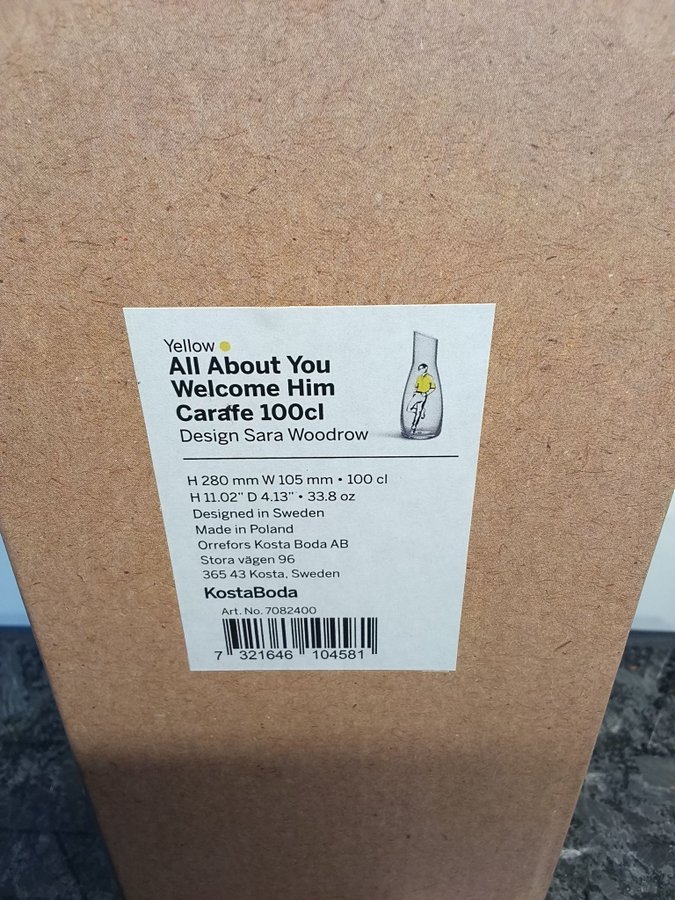 Yellow
All About You
Welcome Him
Carafe 100cl
Design Sara Woodrow
H 280 mm W 105 mm • 100 cl
H 11.02" D 4.13" • 33.8 oz
Designed in Sweden
Made in Poland
Orrefors Kosta Boda AB
Stora vägen 96
365 43 Kosta, Sweden
KostaBoda
Art. No. 7082400
7 321646 104581